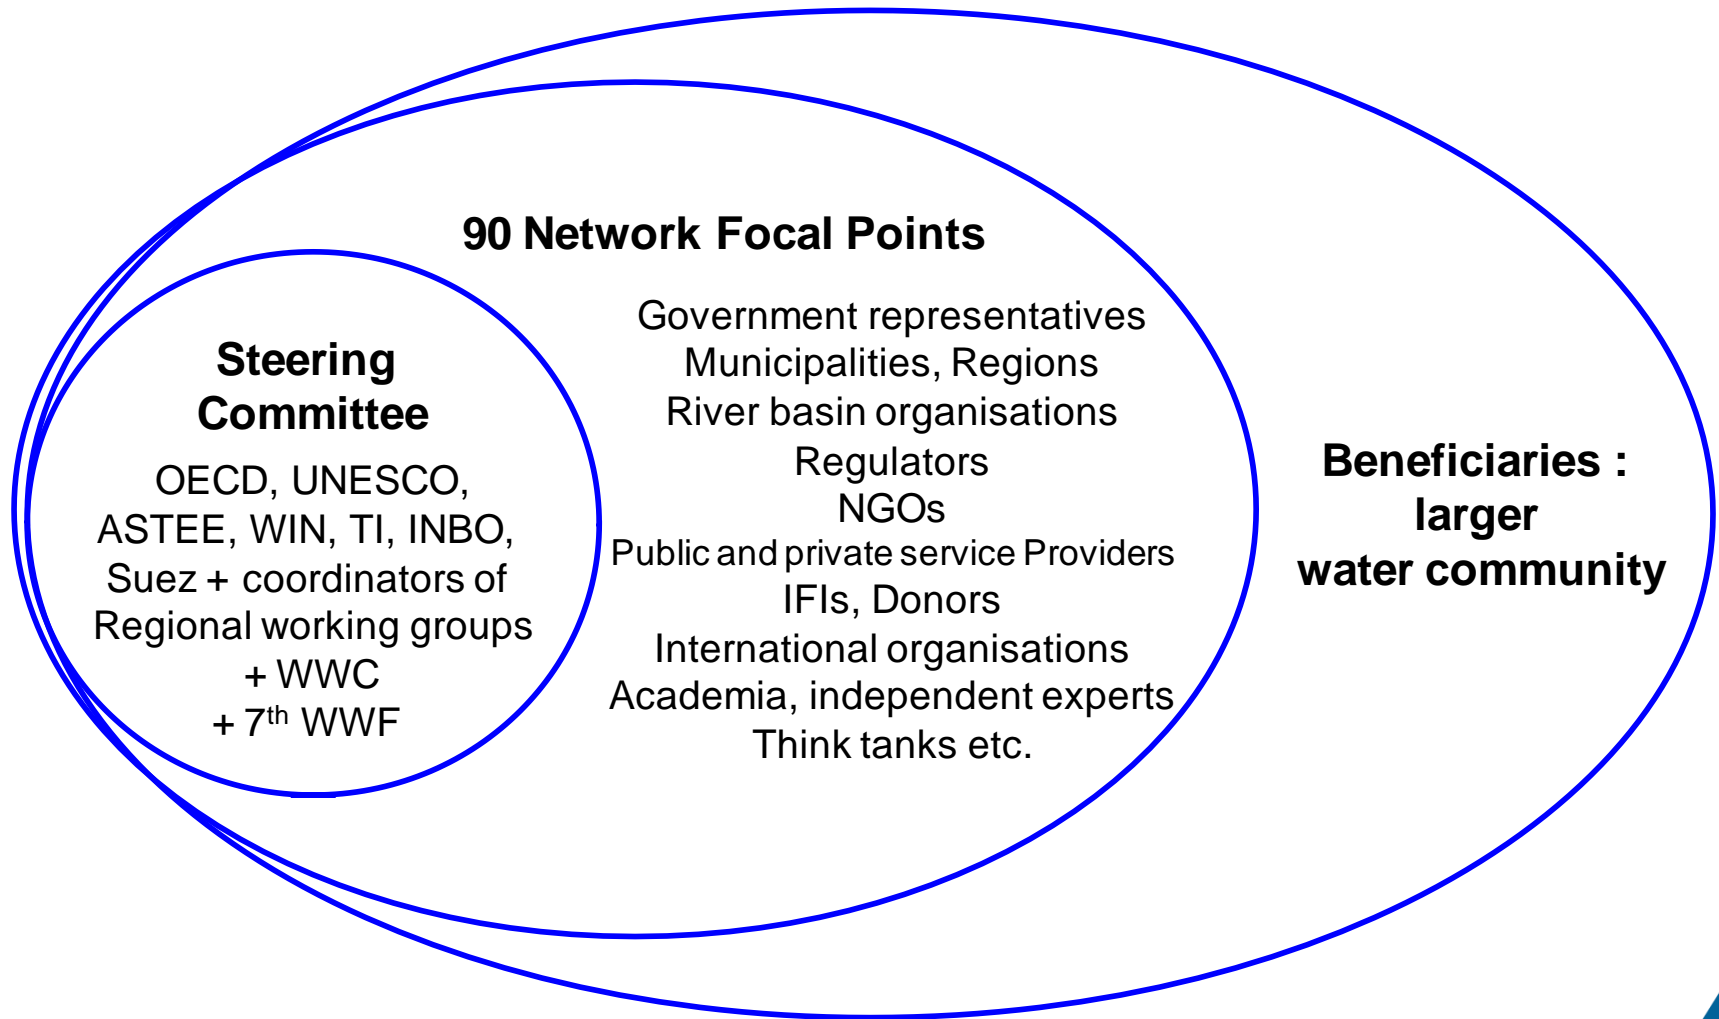 90 Network Focal Points
Steering
Committee
OECD, UNESCO,
ASTEE, WIN, TI, INBO,
Suez + coordinators of
Regional working groups
+ WWC
+ 7th WWF
Government representatives
Municipalities, Regions
River basin organisations
Regulators
NGOs
Public and private service Providers
IFIs, Donors
International organisations
Academia, independent experts
Think tanks etc.
Beneficiaries :
larger
water community